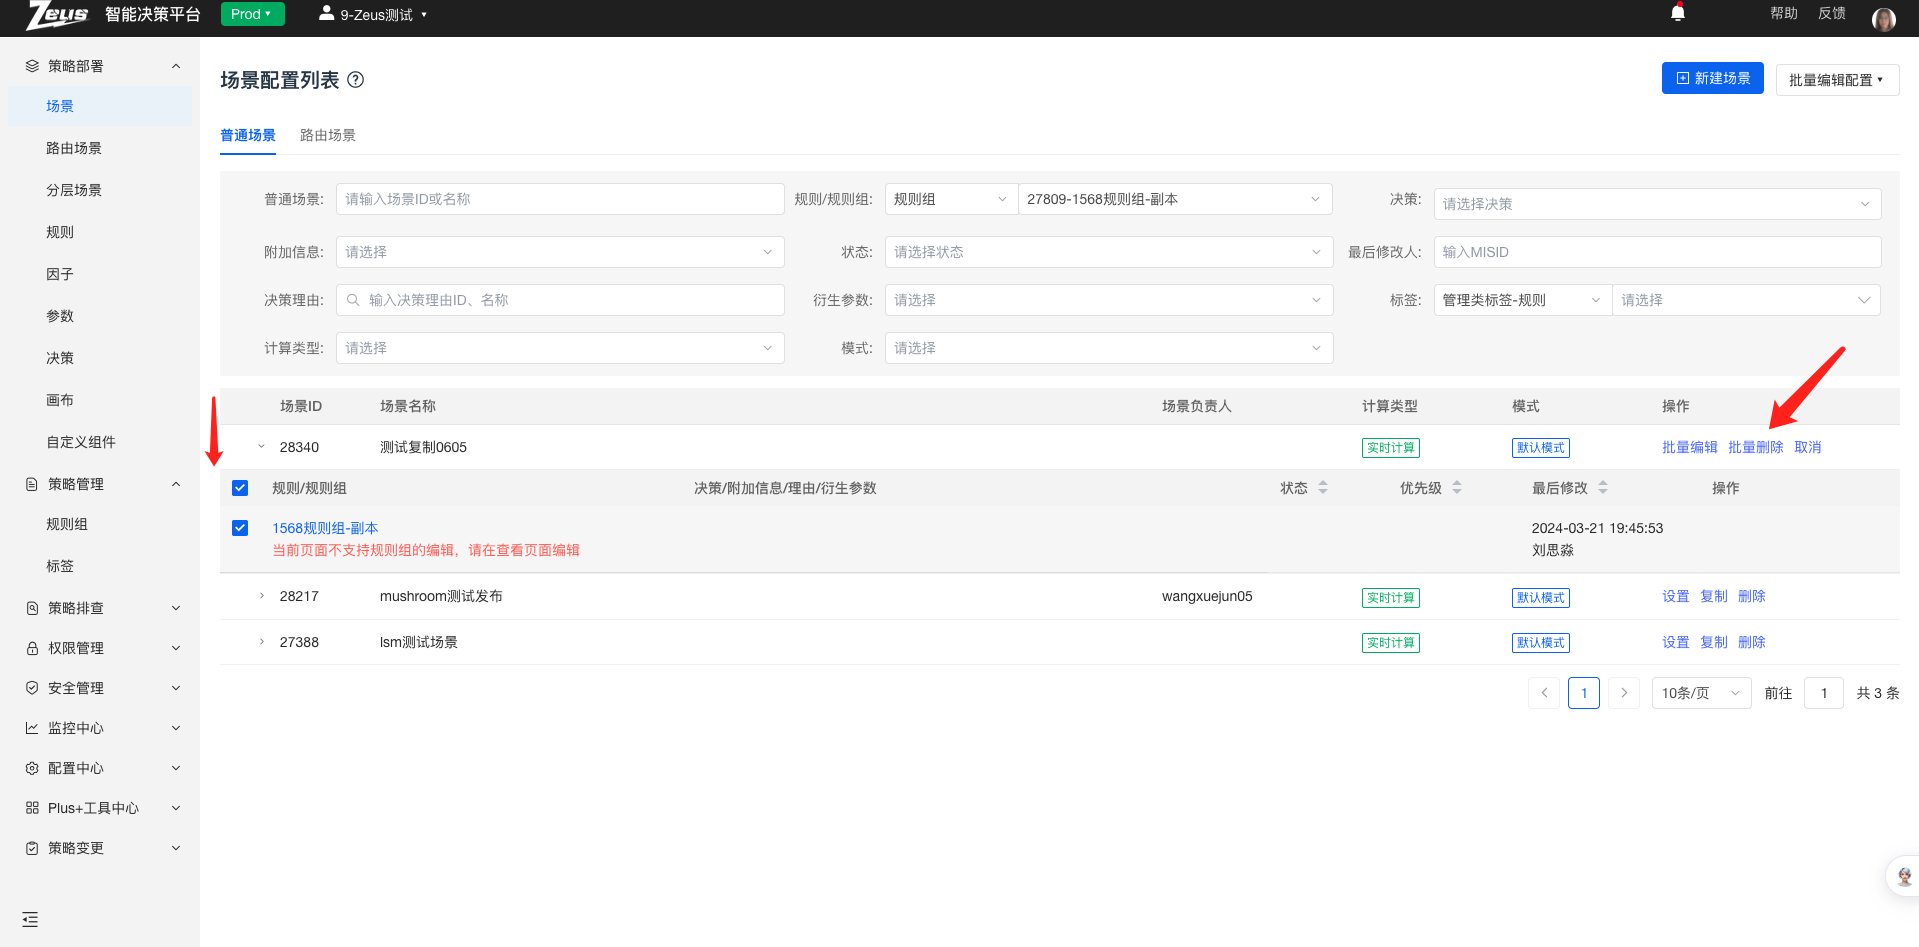 Zeus 智能决策平台 Prod 9-Zeus测试 帮助 反馈
策略部署
场景
路由场景
分层场景
规则
因子
参数
决策
画布
自定义组件
策略管理
规则组
标签
策略排查
权限管理
安全管理
监控中心
配置中心
Plus+工具中心
策略变更
场景配置列表
新建场景 批量编辑配置
普通场景 路由场景
普通场景: 请输入场景ID或名称 规则/规则组: 规则组 27809-1568规则组-副本 决策: 请选择决策
附加信息: 请选择 状态: 请选择状态 最后修改人: 输入MISID
决策理由: 输入决策理由ID、名称 衍生参数: 请选择 标签: 管理类标签-规则 请选择
计算类型: 请选择 模式: 请选择
场景ID 场景名称 场景负责人 计算类型 模式 操作
28340 测试复制0605 实时计算 默认模式 批量编辑 批量删除 取消
规则/规则组 决策/附加信息/理由/衍生参数 状态 优先级 最后修改 操作
1568规则组-副本 2024-03-21 19:45:53
当前页面不支持规则组的编辑，请在查看页面编辑 刘思淼
28217 mushroom测试发布 wangxuejun05 实时计算 默认模式 设置 复制 删除
27388 lsm测试场景 实时计算 默认模式 设置 复制 删除
1 10条/页 前往 1 共 3 条